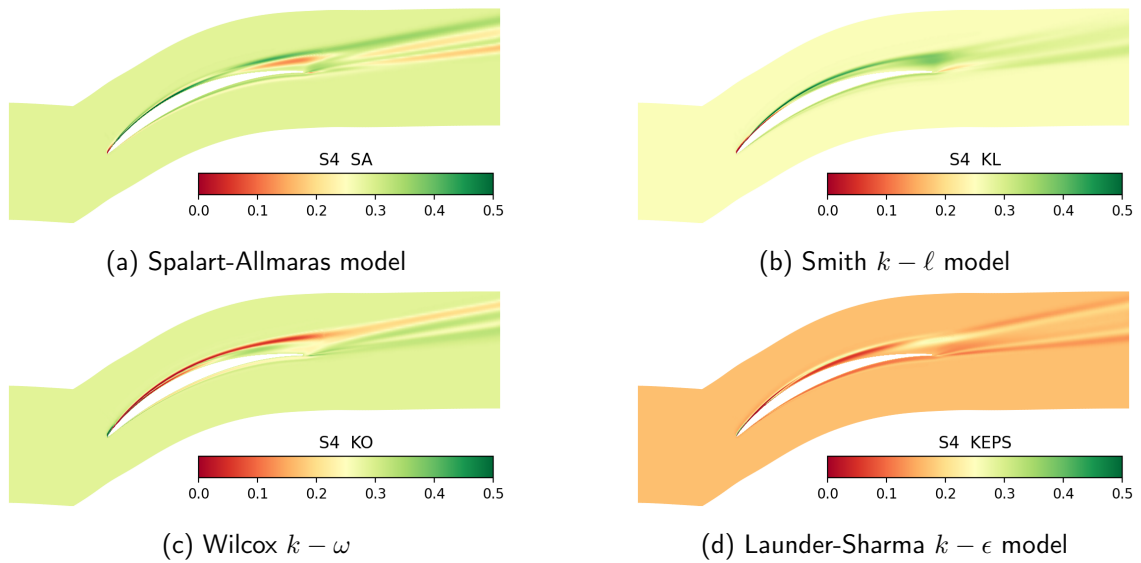 S4 SA
0.0 0.1 0.2 0.3 0.4 0.5
(a) Spalart-Allmaras model
S4 KL
0.0 0.1 0.2 0.3 0.4 0.5
(b) Smith k − ℓ model
S4 KO
0.0 0.1 0.2 0.3 0.4 0.5
(c) Wilcox k − ω
S4 KEPS
0.0 0.1 0.2 0.3 0.4 0.5
(d) Launder-Sharma k − ϵ model